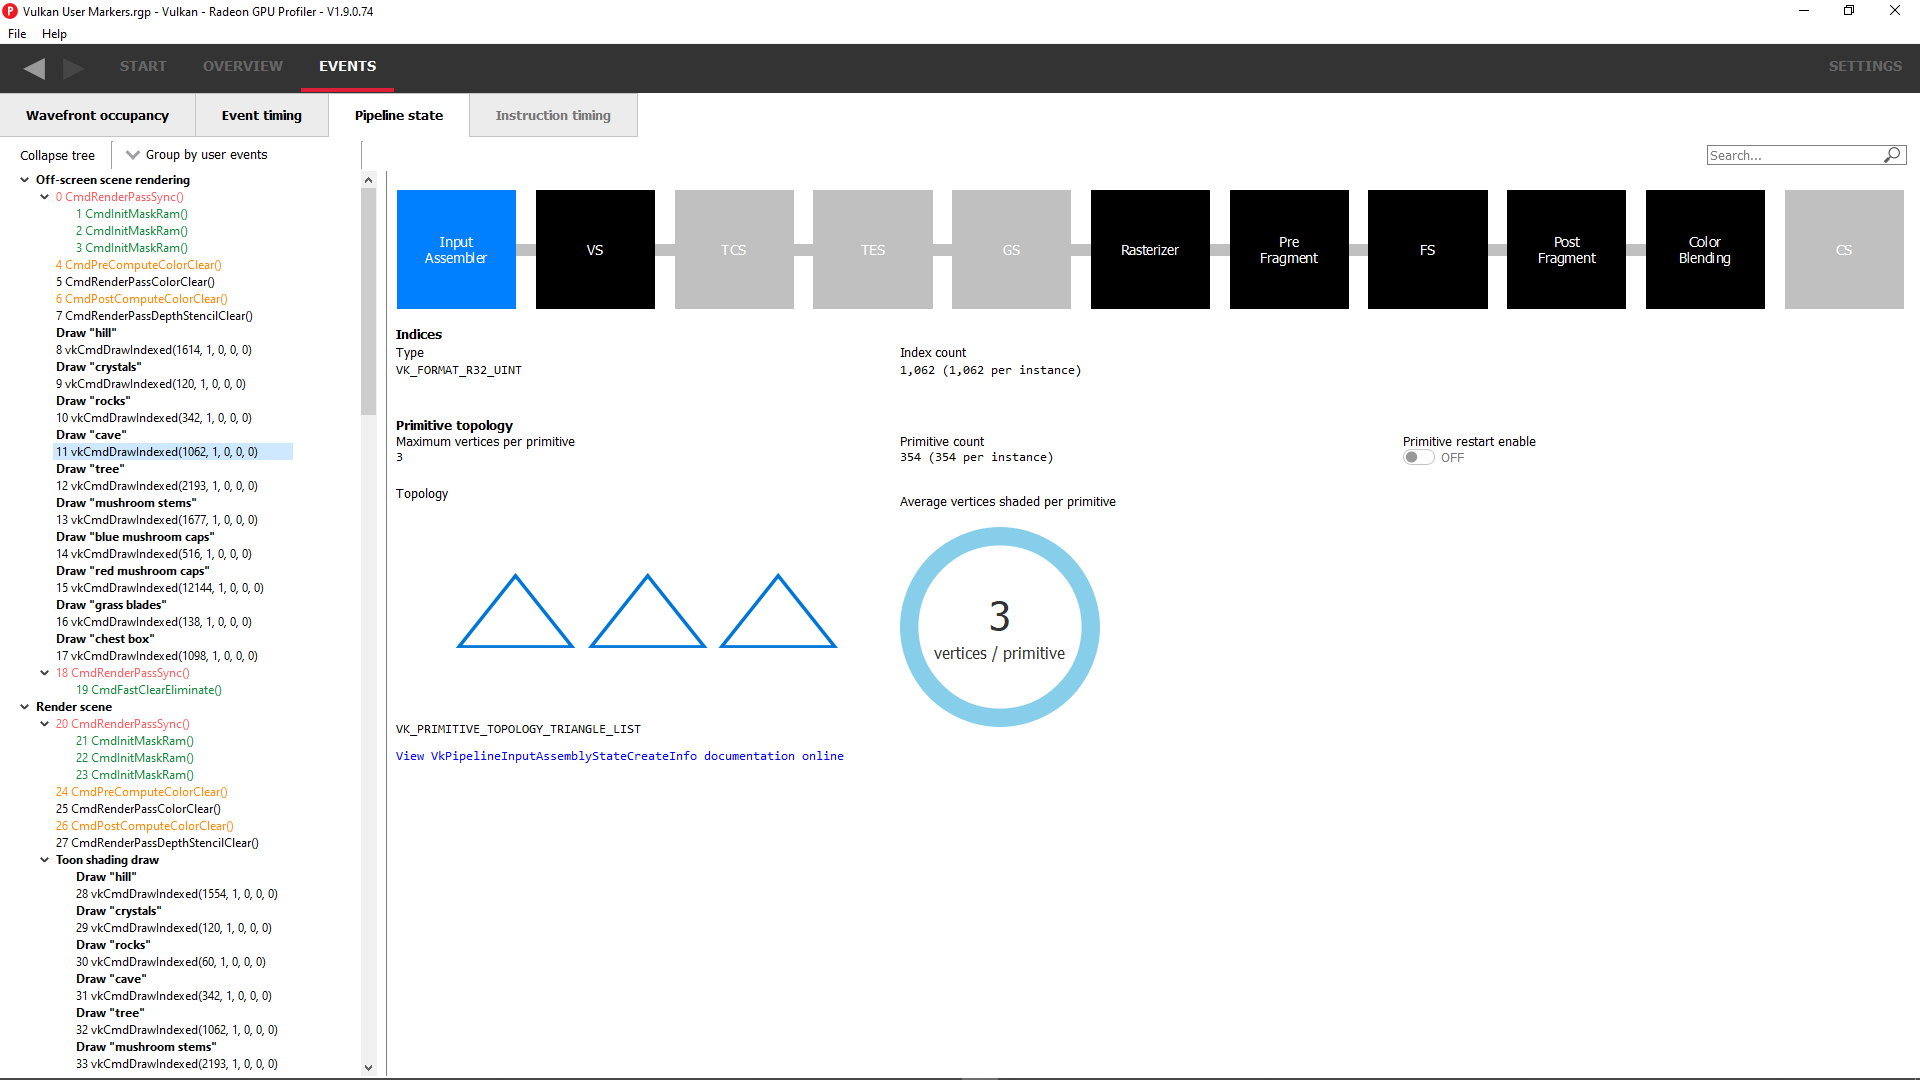 Vulkan User Markers.rgp - Vulkan - Radeon GPU Profiler - V1.9.0.74
File Help
START OVERVIEW EVENTS SETTINGS
Wavefront occupancy Event timing Pipeline state Instruction timing
Collapse tree Group by user events Search...
Off-screen scene rendering
0 CmdRenderPassSync()
1 CmdInitMaskRam()
2 CmdInitMaskRam()
3 CmdInitMaskRam()
4 CmdPreComputeColorClear()
5 CmdRenderPassColorClear()
6 CmdPostComputeColorClear()
7 CmdRenderPassDepthStencilClear()
Draw "hill"
8 vkCmdDrawIndexed(1614, 1, 0, 0, 0)
Draw "crystals"
9 vkCmdDrawIndexed(120, 1, 0, 0, 0)
Draw "rocks"
10 vkCmdDrawIndexed(342, 1, 0, 0, 0)
Draw "cave"
11 vkCmdDrawIndexed(1062, 1, 0, 0, 0)
Draw "tree"
12 vkCmdDrawIndexed(2193, 1, 0, 0, 0)
Draw "mushroom stems"
13 vkCmdDrawIndexed(1677, 1, 0, 0, 0)
Draw "blue mushroom caps"
14 vkCmdDrawIndexed(516, 1, 0, 0, 0)
Draw "red mushroom caps"
15 vkCmdDrawIndexed(12144, 1, 0, 0, 0)
Draw "grass blades"
16 vkCmdDrawIndexed(138, 1, 0, 0, 0)
Draw "chest box"
17 vkCmdDrawIndexed(1098, 1, 0, 0, 0)
18 CmdRenderPassSync()
19 CmdFastClearEliminate()
Render scene
20 CmdRenderPassSync()
21 CmdInitMaskRam()
22 CmdInitMaskRam()
23 CmdInitMaskRam()
24 CmdPreComputeColorClear()
25 CmdRenderPassColorClear()
26 CmdPostComputeColorClear()
27 CmdRenderPassDepthStencilClear()
Toon shading draw
Draw "hill"
28 vkCmdDrawIndexed(1554, 1, 0, 0, 0)
Draw "crystals"
29 vkCmdDrawIndexed(120, 1, 0, 0, 0)
Draw "rocks"
30 vkCmdDrawIndexed(60, 1, 0, 0, 0)
Draw "cave"
31 vkCmdDrawIndexed(342, 1, 0, 0, 0)
Draw "tree"
32 vkCmdDrawIndexed(1062, 1, 0, 0, 0)
Draw "mushroom stems"
33 vkCmdDrawIndexed(2193, 1, 0, 0, 0)
Input
Assembler
VS
TCS
TES
GS
Rasterizer
Pre
Fragment
FS
Post
Fragment
Color
Blending
CS
Indices
Type
VK_FORMAT_R32_UINT
Index count
1,062 (1,062 per instance)
Primitive topology
Maximum vertices per primitive
3
Primitive count
354 (354 per instance)
Primitive restart enable
OFF
Topology
Average vertices shaded per primitive
3
vertices / primitive
VK_PRIMITIVE_TOPOLOGY_TRIANGLE_LIST
View VkPipelineInputAssemblyStateCreateInfo documentation online